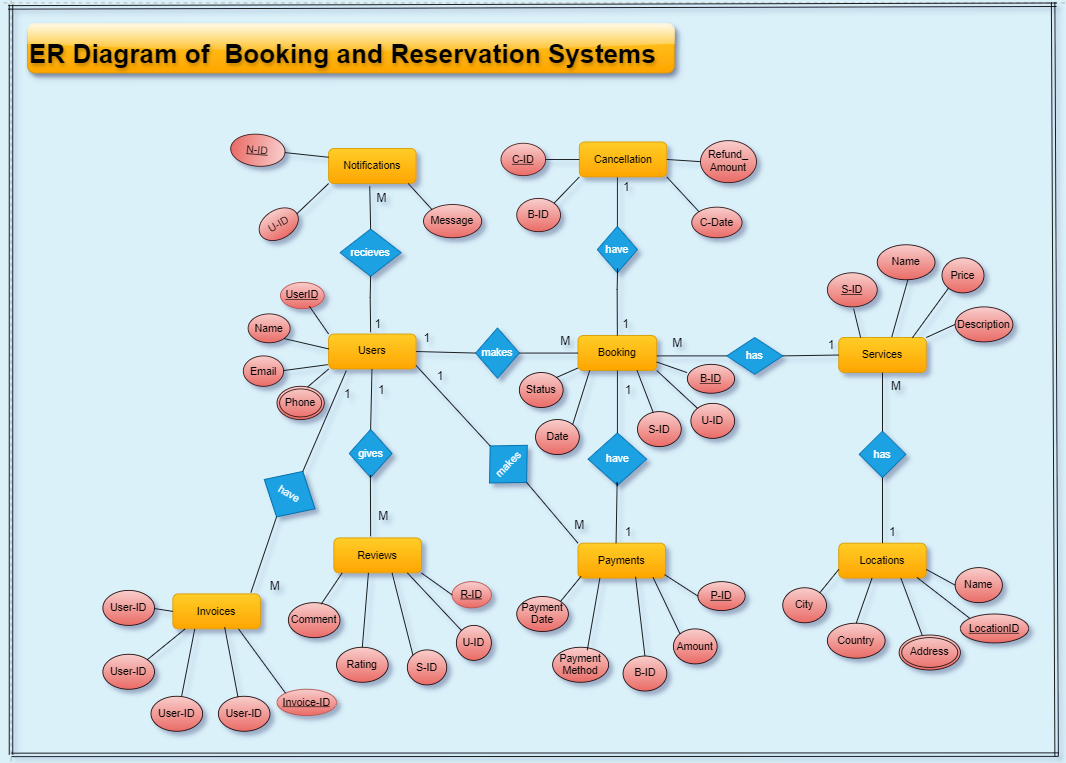 ER Diagram of  Booking and Reservation Systems
N-ID
Notifications
U-ID
Message
M
recieves
1
C-ID
Cancellation
Refund_
Amount
B-ID
C-Date
1
have
1
UserID
Name
Email
Phone
Users
1
makes
M
Booking
M
has
1
Services
S-ID
Name
Price
Description
Status
Date
S-ID
U-ID
B-ID
1
have
M
1
gives
M
1
makes
M
1
have
1
M
has
1
Invoices
User-ID
User-ID
User-ID
User-ID
Invoice-ID
Reviews
Comment
Rating
S-ID
U-ID
R-ID
Payments
Payment
Date
Payment
Method
B-ID
Amount
P-ID
Locations
City
Country
Address
LocationID
Name